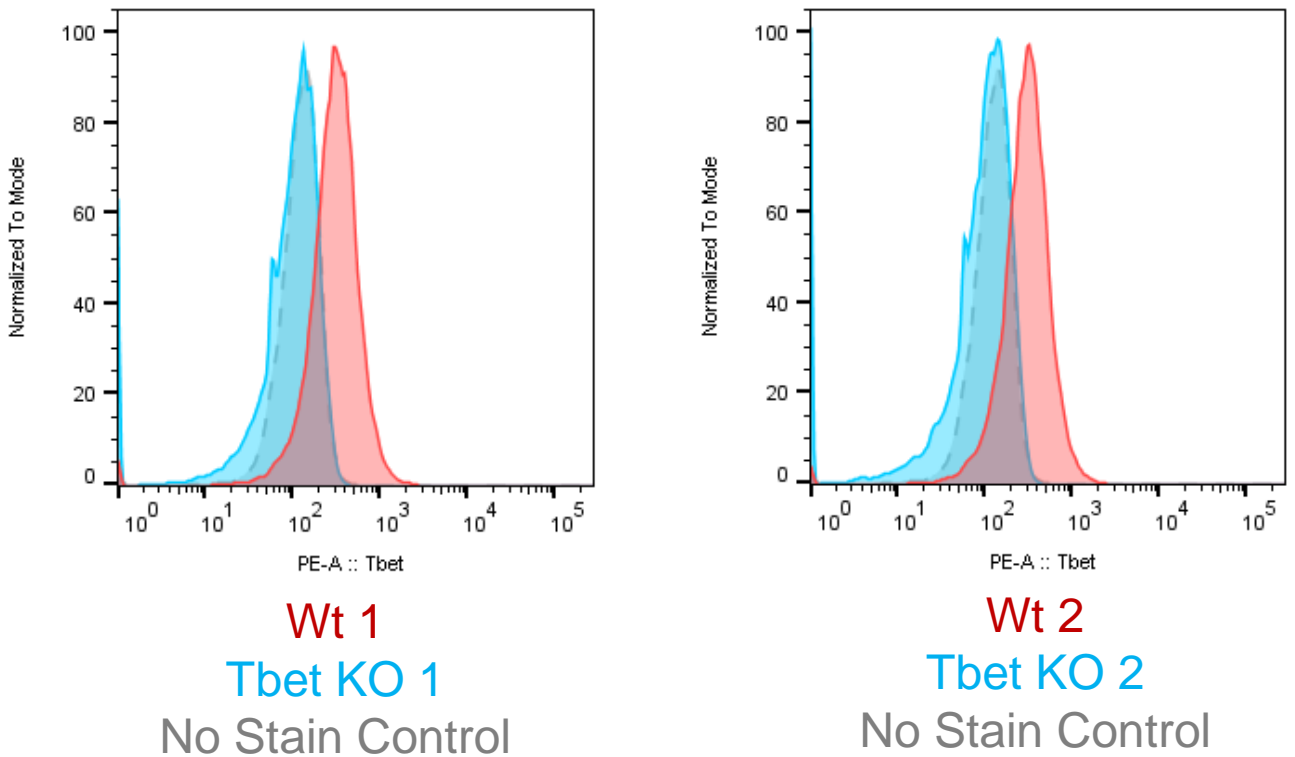 100
80
60
40
20
0
Normalized To Mode
10^0 10^1 10^2 10^3 10^4 10^5
PE-A :: Tbet
Wt 1
Tbet KO 1
No Stain Control
100
80
60
40
20
0
Normalized To Mode
10^0 10^1 10^2 10^3 10^4 10^5
PE-A :: Tbet
Wt 2
Tbet KO 2
No Stain Control